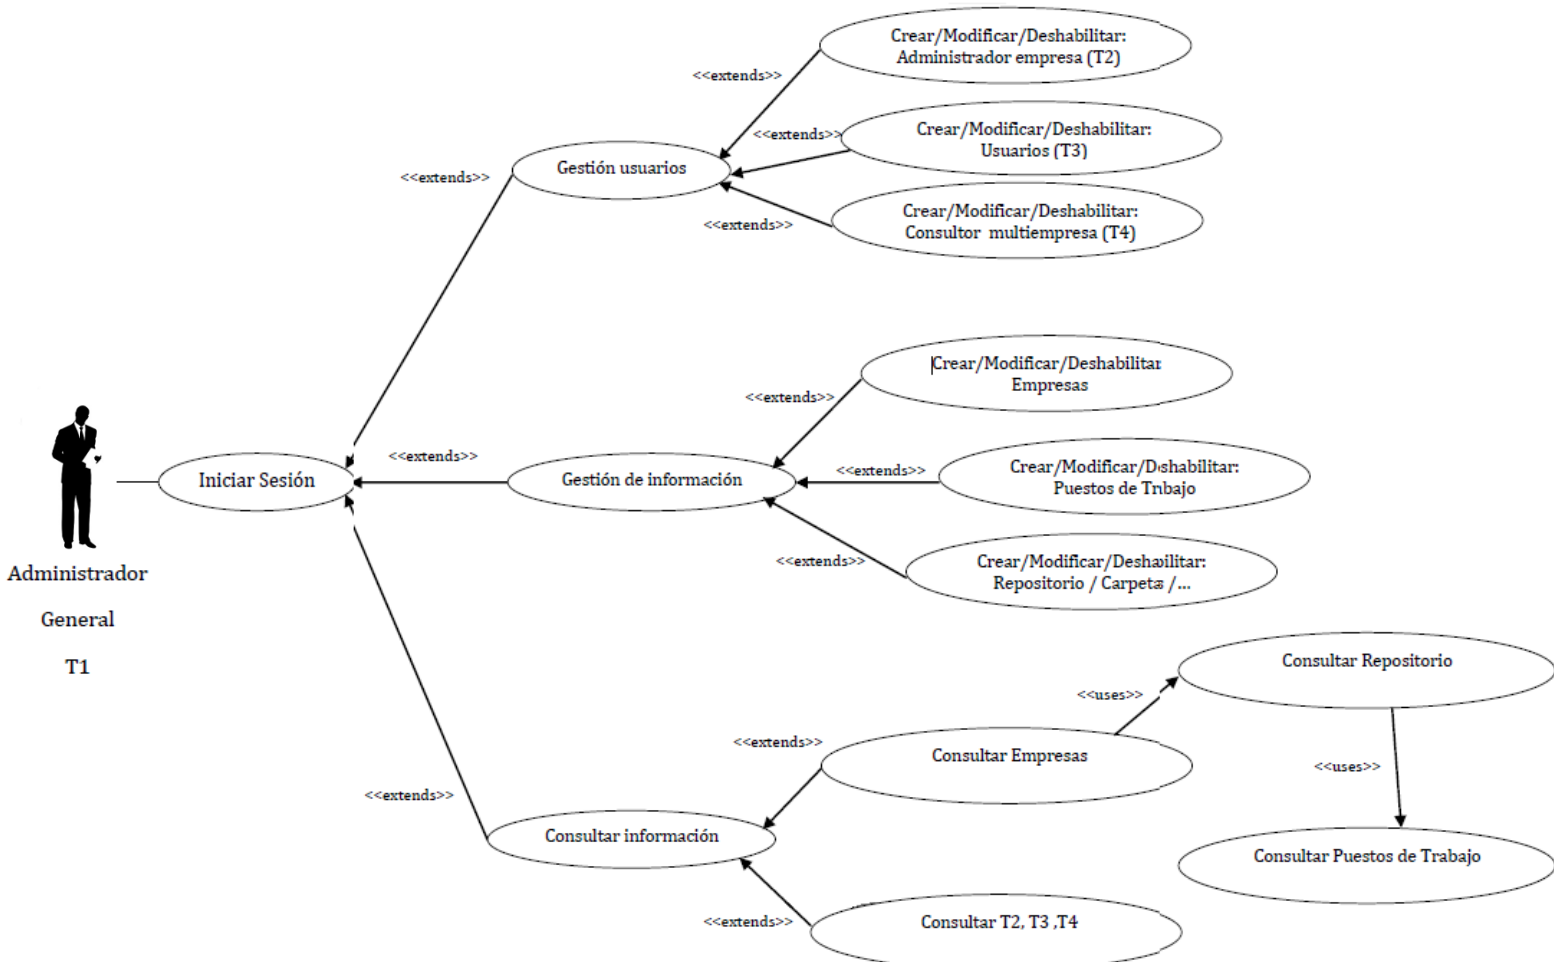 Crear/Modificar/Deshabilitar:
Administrador empresa (T2)
<<extends>>
<<extends>>
Crear/Modificar/Deshabilitar:
Usuarios (T3)
Gestión usuarios
<<extends>>
Crear/Modificar/Deshabilitar:
Consultor multiempresa (T4)
<<extends>>
Crear/Modificar/Deshabilitar
Empresas
<<extends>>
<<extends>>
Iniciar Sesión
Gestión de información
<<extends>>
Crear/Modificar/Deshabilitar:
Puestos de Trabajo
<<extends>>
Crear/Modificar/Deshabilitar:
Repositorio / Carpetas /...
Administrador
General
T1
Consultar Repositorio
<<uses>>
<<extends>>
Consultar Empresas
<<uses>>
<<extends>>
Consultar información
Consultar Puestos de Trabajo
<<extends>>
Consultar T2, T3 ,T4